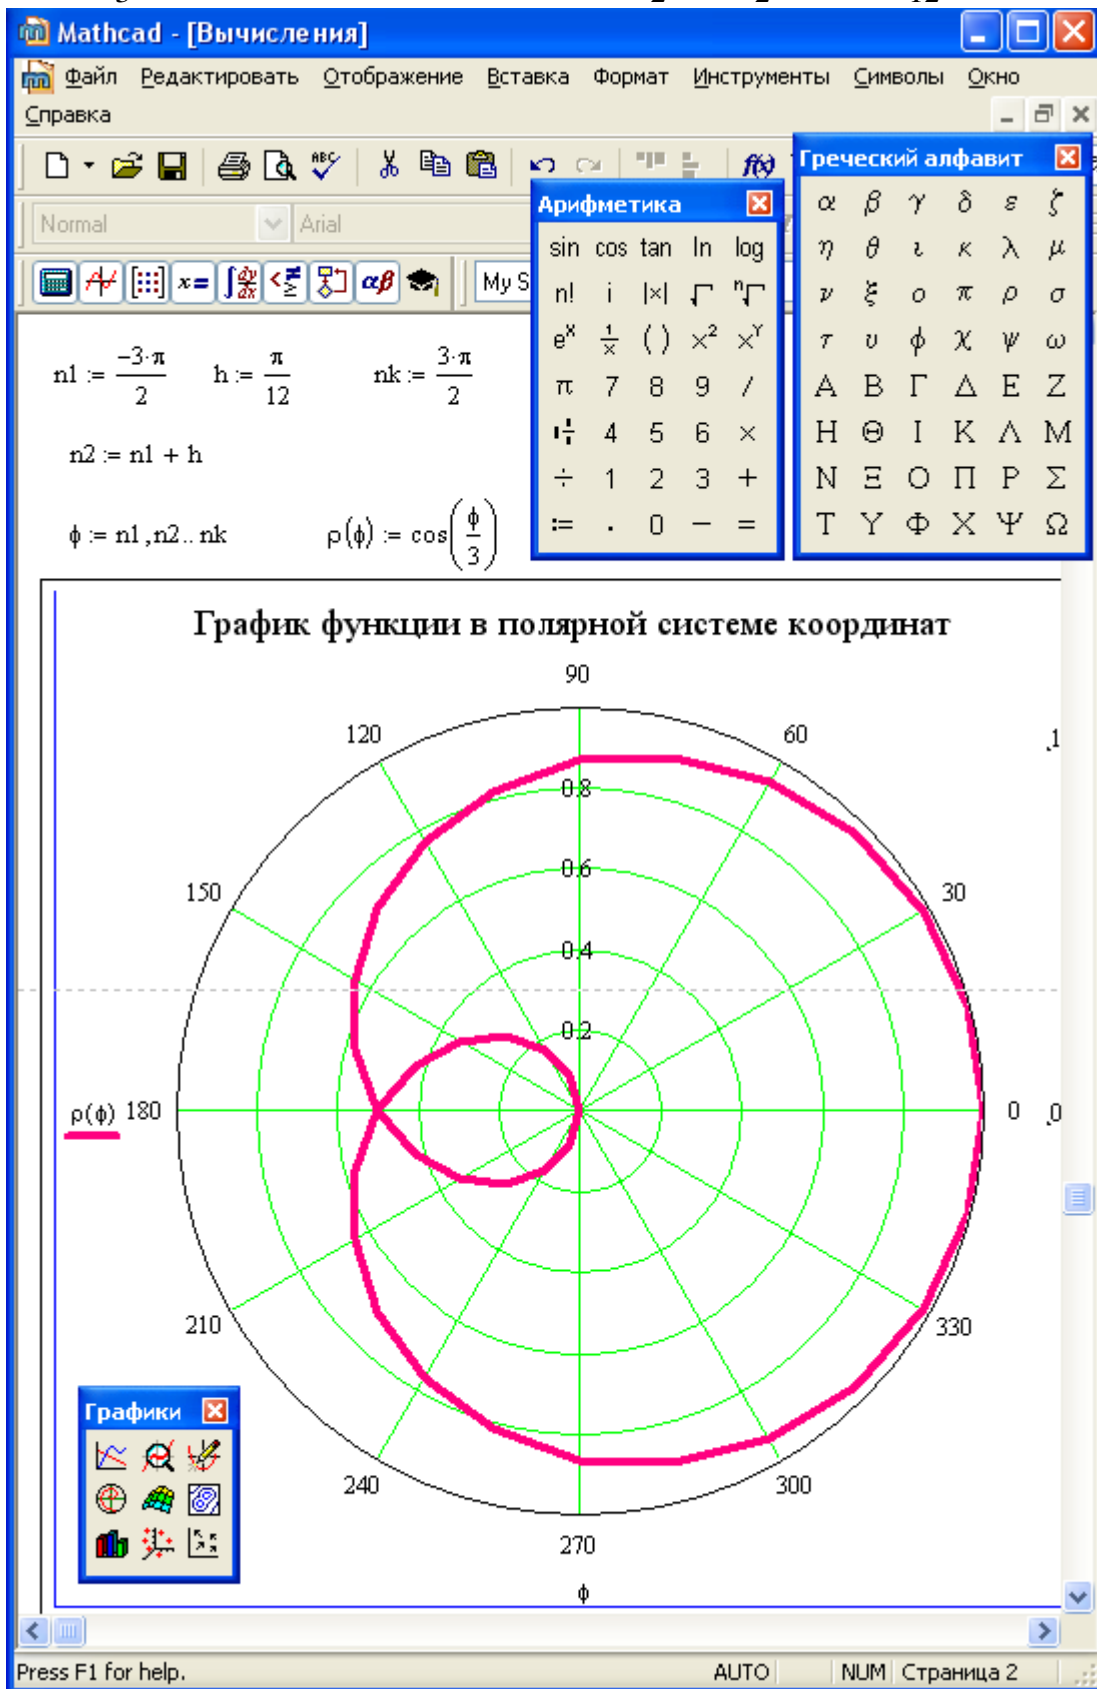 Mathcad - [Вычисления]
Файл Редактировать Отображение Вставка Формат Инструменты Символы Окно
Справка
Normal Arial
My S
Арифметика
sin cos tan ln log
n! i |×| √ ⁿ√
eˣ 1/x ( ) ×² ×ʸ
π 7 8 9 /
4 5 6 ×
÷ 1 2 3 +
:= . 0 − =
Греческий алфавит
α β γ δ ε ζ
η θ ι κ λ μ
ν ξ ο π ρ σ
τ υ ϕ χ ψ ω
Α Β Γ Δ Ε Ζ
Η Θ Ι Κ Λ Μ
Ν Ξ Ο Π Ρ Σ
Τ Υ Φ Χ Ψ Ω
n1 := −3·π/2 h := π/12 nk := 3·π/2
n2 := n1 + h
ϕ := n1 , n2 .. nk ρ(ϕ) := cos(ϕ/3)
График функции в полярной системе координат
90
120 60
0.8
150 0.6 30
0.4
0.2
ρ(ϕ) 180 0
210 330
240 300
270
ϕ
Графики
Press F1 for help. AUTO NUM Страница 2